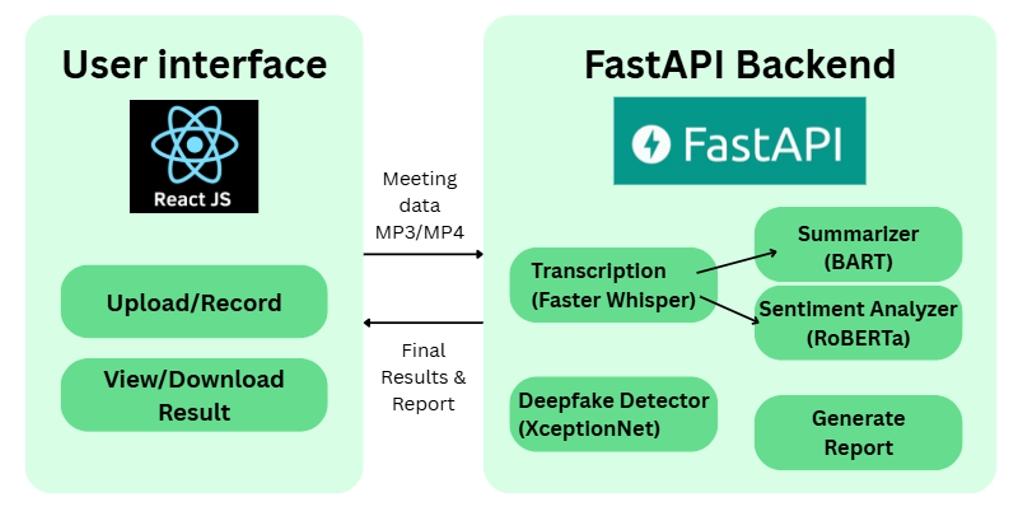 User interface
React JS
Upload/Record
View/Download
Result
Meeting
data
MP3/MP4
Final
Results &
Report
FastAPI Backend
FastAPI
Transcription
(Faster Whisper)
Summarizer
(BART)
Sentiment Analyzer
(RoBERTa)
Deepfake Detector
(XceptionNet)
Generate
Report